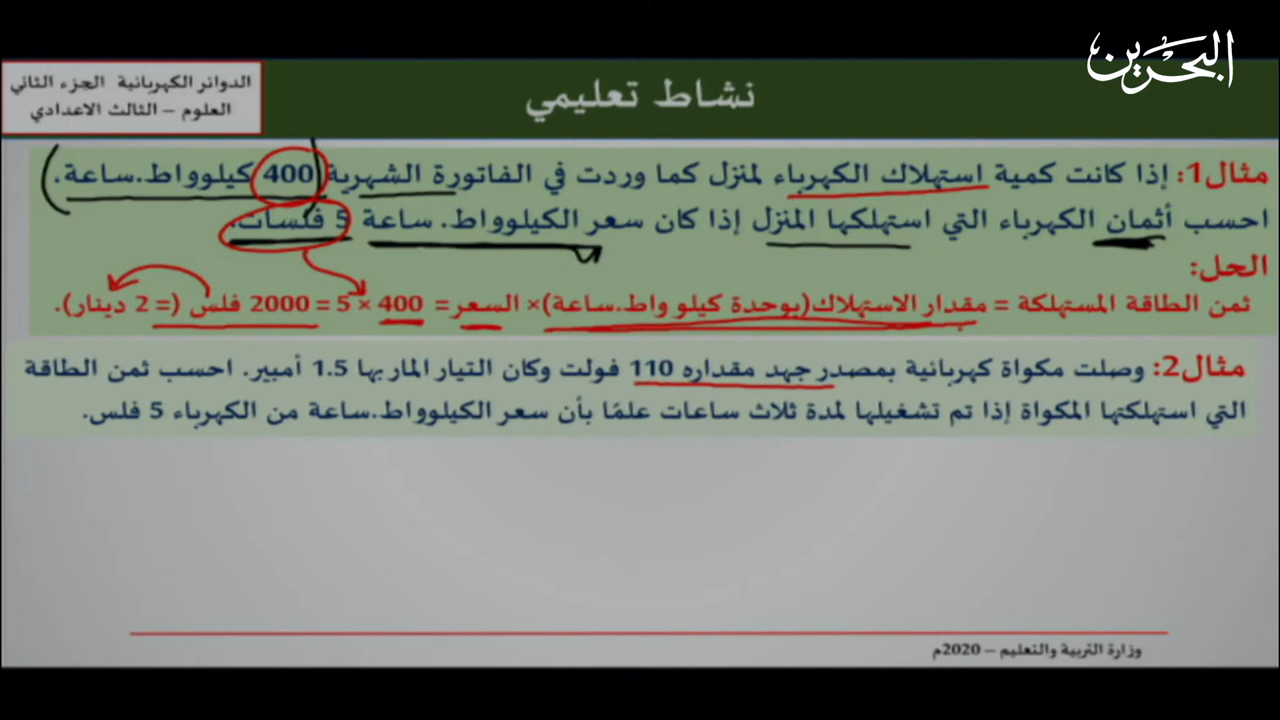 البحرين
نشاط تعليمي
الدوائر الكهربائية الجزء الثاني
العلوم – الثالث الاعدادي
مثال1: إذا كانت كمية استهلاك الكهرباء لمنزل كما وردت في الفاتورة الشهرية 400 كيلوواط.ساعة.
احسب أثمان الكهرباء التي استهلكها المنزل إذا كان سعر الكيلوواط. ساعة 5 فلسات.
الحل:
ثمن الطاقة المستهلكة = مقدار الاستهلاك(بوحدة كيلو واط.ساعة)× السعر = 400 × 5 = 2000 فلس (= 2 دينار).
مثال2: وصلت مكواة كهربائية بمصدر جهد مقداره 110 فولت وكان التيار المار بها 1.5 أمبير. احسب ثمن الطاقة
التي استهلكتها المكواة إذا تم تشغيلها لمدة ثلاث ساعات علمًا بأن سعر الكيلوواط.ساعة من الكهرباء 5 فلس.
وزارة التربية والتعليم – 2020م